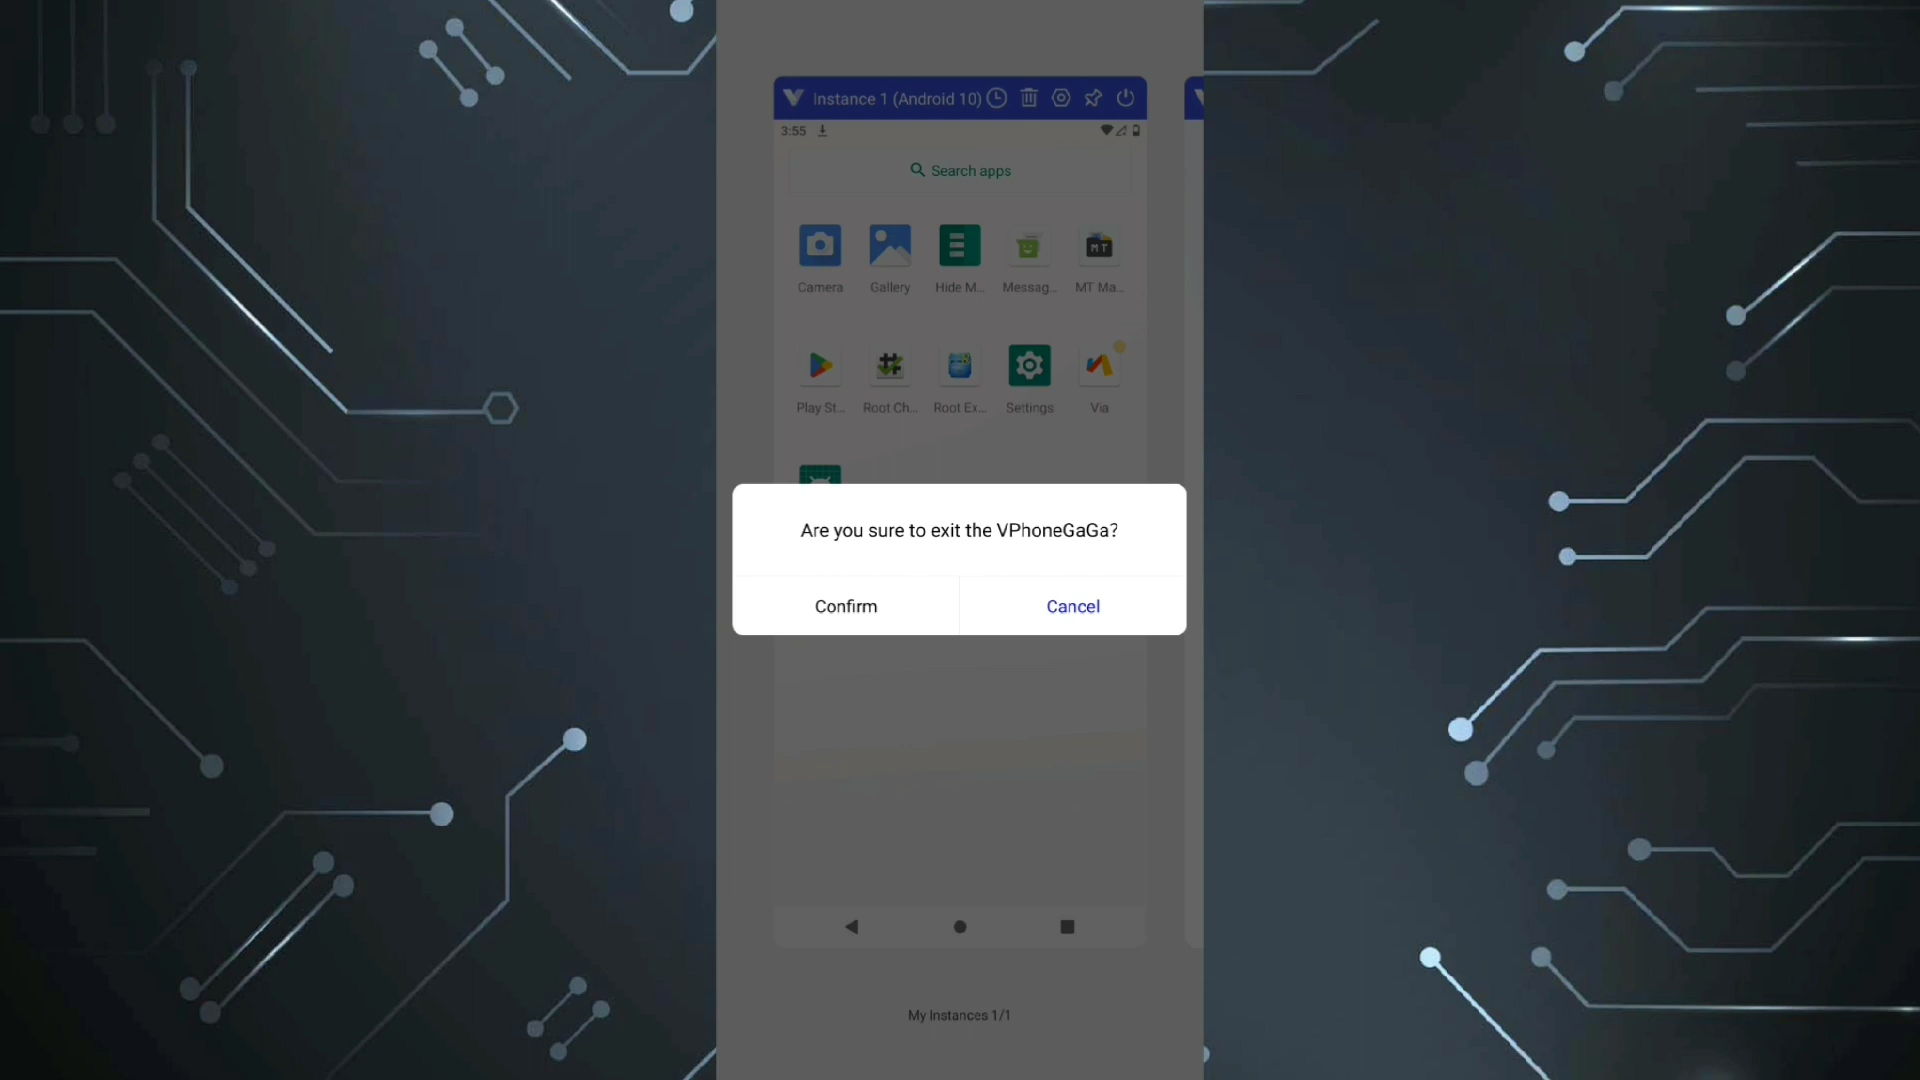 Instance 1 (Android 10)
3:55
Search apps
Camera Gallery Hide M... Messag... MT Ma...
Play St... Root Ch... Root Ex... Settings Via
Are you sure to exit the VPhoneGaGa?
Confirm Cancel
My Instances 1/1